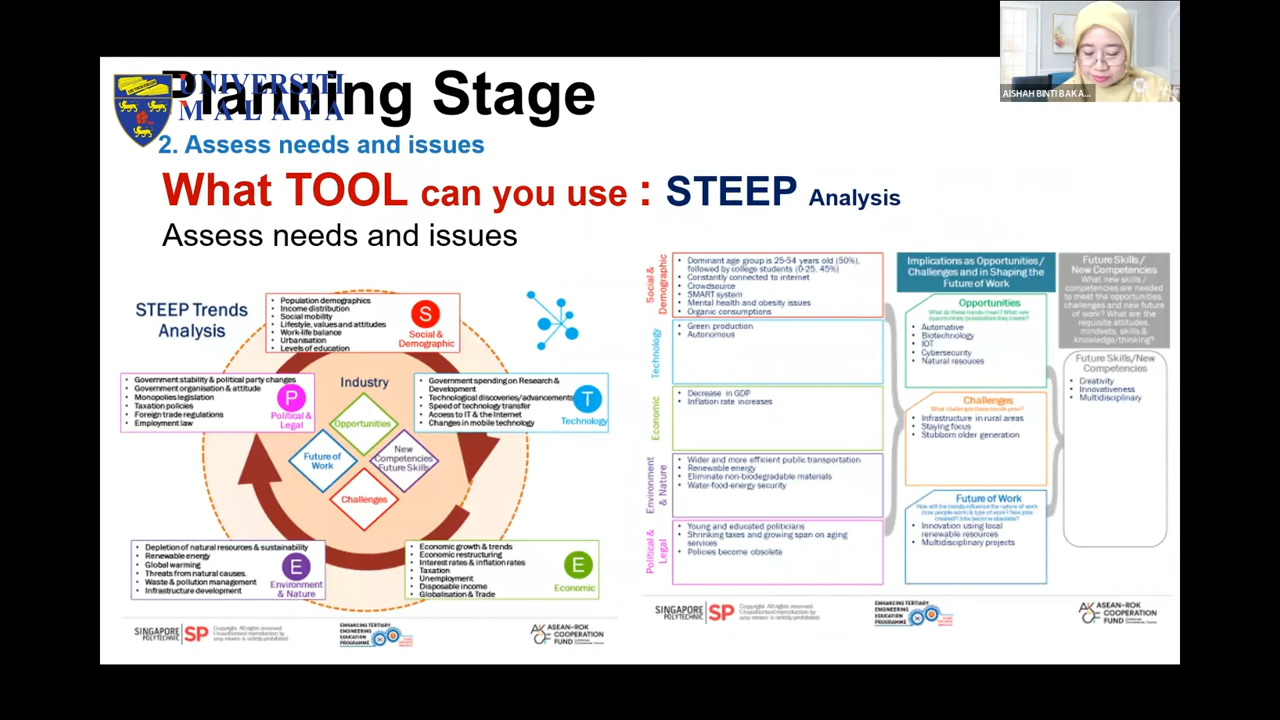 UNIVERSITI
MALAYA
Planning Stage
AISHAH BINTI BAKA...
2. Assess needs and issues
What TOOL can you use : STEEP Analysis
Assess needs and issues
STEEP Trends
Analysis
Population demographics
Income distribution
Social mobility
Lifestyle, values and attitudes
Work-life balance
Urbanisation
Levels of education
S
Social &
Demographic
Government stability & political party changes
Government organisation & attitude
Monopolies legislation
Taxation policies
Foreign trade regulations
Employment law
P
Political &
Legal
Industry
Government spending on Research &
Development
Technological discoveries/advancements
Speed of technology transfer
Access to IT & the Internet
Changes in mobile technology
T
Technology
Opportunities
Future of
Work
New
Competencies
Future Skills
Challenges
Depletion of natural resources & sustainability
Renewable energy
Global warming
Threats from natural causes.
Waste & pollution management
Infrastructure development
E
Environment
& Nature
Economic growth & trends
Economic restructuring
Interest rates & inflation rates
Taxation
Unemployment
Disposable income
Globalisation & Trade
E
Economic
SINGAPORE
POLYTECHNIC
SP
Copyright. All rights reserved.
Unauthorised reproduction by
any means is strictly prohibited.
ENHANCING TERTIARY
ENGINEERING
EDUCATION
PROGRAMME
ASEAN-ROK
COOPERATION
FUND
Social &
Demographic
Dominant age group is 25-54 years old (50%),
followed by college students (0-25, 45%)
Constantly connected to internet
Crowdsource
SMART system
Mental health and obesity issues
Organic consumptions
Technology
Green production
Autonomous
Economic
Decrease in GDP
Inflation rate increases
Environment
& Nature
Wider and more efficient public transportation
Renewable energy
Eliminate non-biodegradable materials
Water-food-energy security
Political &
Legal
Young and educated politicians
Shrinking taxes and growing span on aging
services
Policies become obsolete
Implications as Opportunities/
Challenges and in Shaping the
Future of Work
Opportunities
What do these trends mean? What new
opportunities/possibilities they create?
Automative
Biotechnology
IOT
Cybersecurity
Natural resouces
Challenges
What challenges these trends pose?
Infrastructure in rural areas
Staying focus
Stubborn older generation
Future of Work
How will the trends influence the nature of work
(how people work) & type of work? New jobs
created? Jobs become obsolete?
Innovation using local
renewable resources
Multidisciplinary projects
Future Skills/
New Competencies
What new skills /
competencies are needed
to meet the opportunities,
challenges and new future
of work? What are the
requisite attitudes,
mindsets, skills &
knowledge/thinking?
Future Skills/New
Competencies
Creativity
Innovativeness
Multidisciplinary
SINGAPORE
POLYTECHNIC
SP
Copyright. All rights reserved.
Unauthorised reproduction by
any means is strictly prohibited.
ENHANCING TERTIARY
ENGINEERING
EDUCATION
PROGRAMME
ASEAN-ROK
COOPERATION
FUND